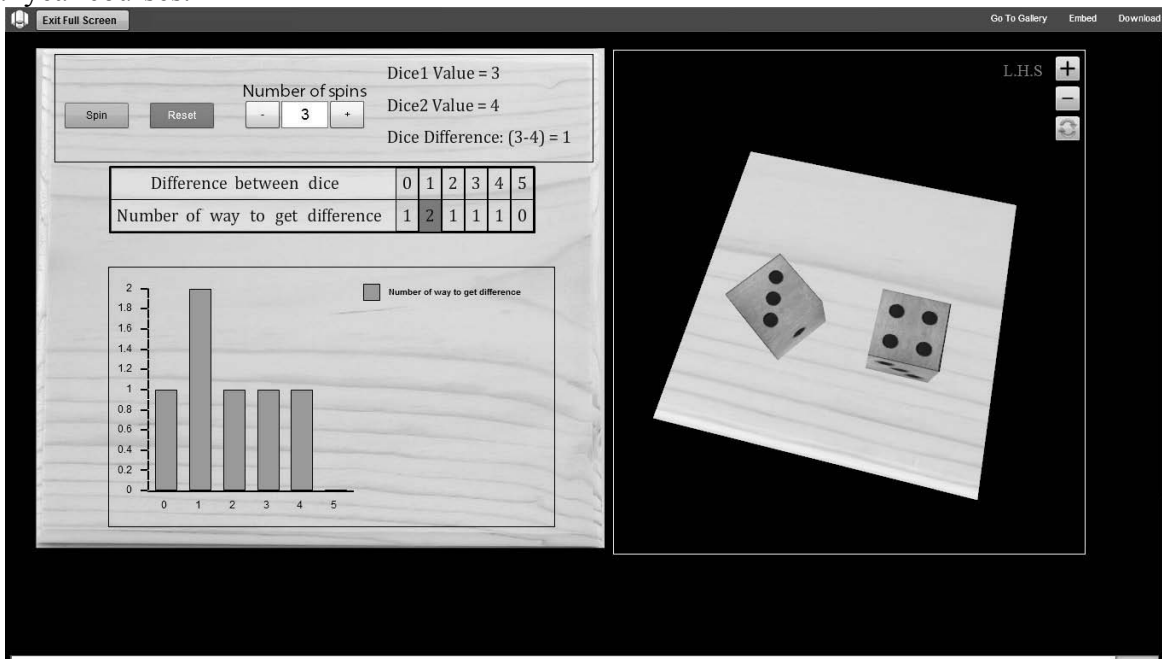 year courses.
Exit Full Screen
Go To Gallery Embed Download
Number of spins
Spin Reset - 3 +
Dice1 Value = 3
Dice2 Value = 4
Dice Difference: (3-4) = 1
L.H.S
+
-
Difference between dice 0 1 2 3 4 5
Number of way to get difference 1 2 1 1 1 0
Number of way to get difference
2
1.8
1.6
1.4
1.2
1
0.8
0.6
0.4
0.2
0
0 1 2 3 4 5